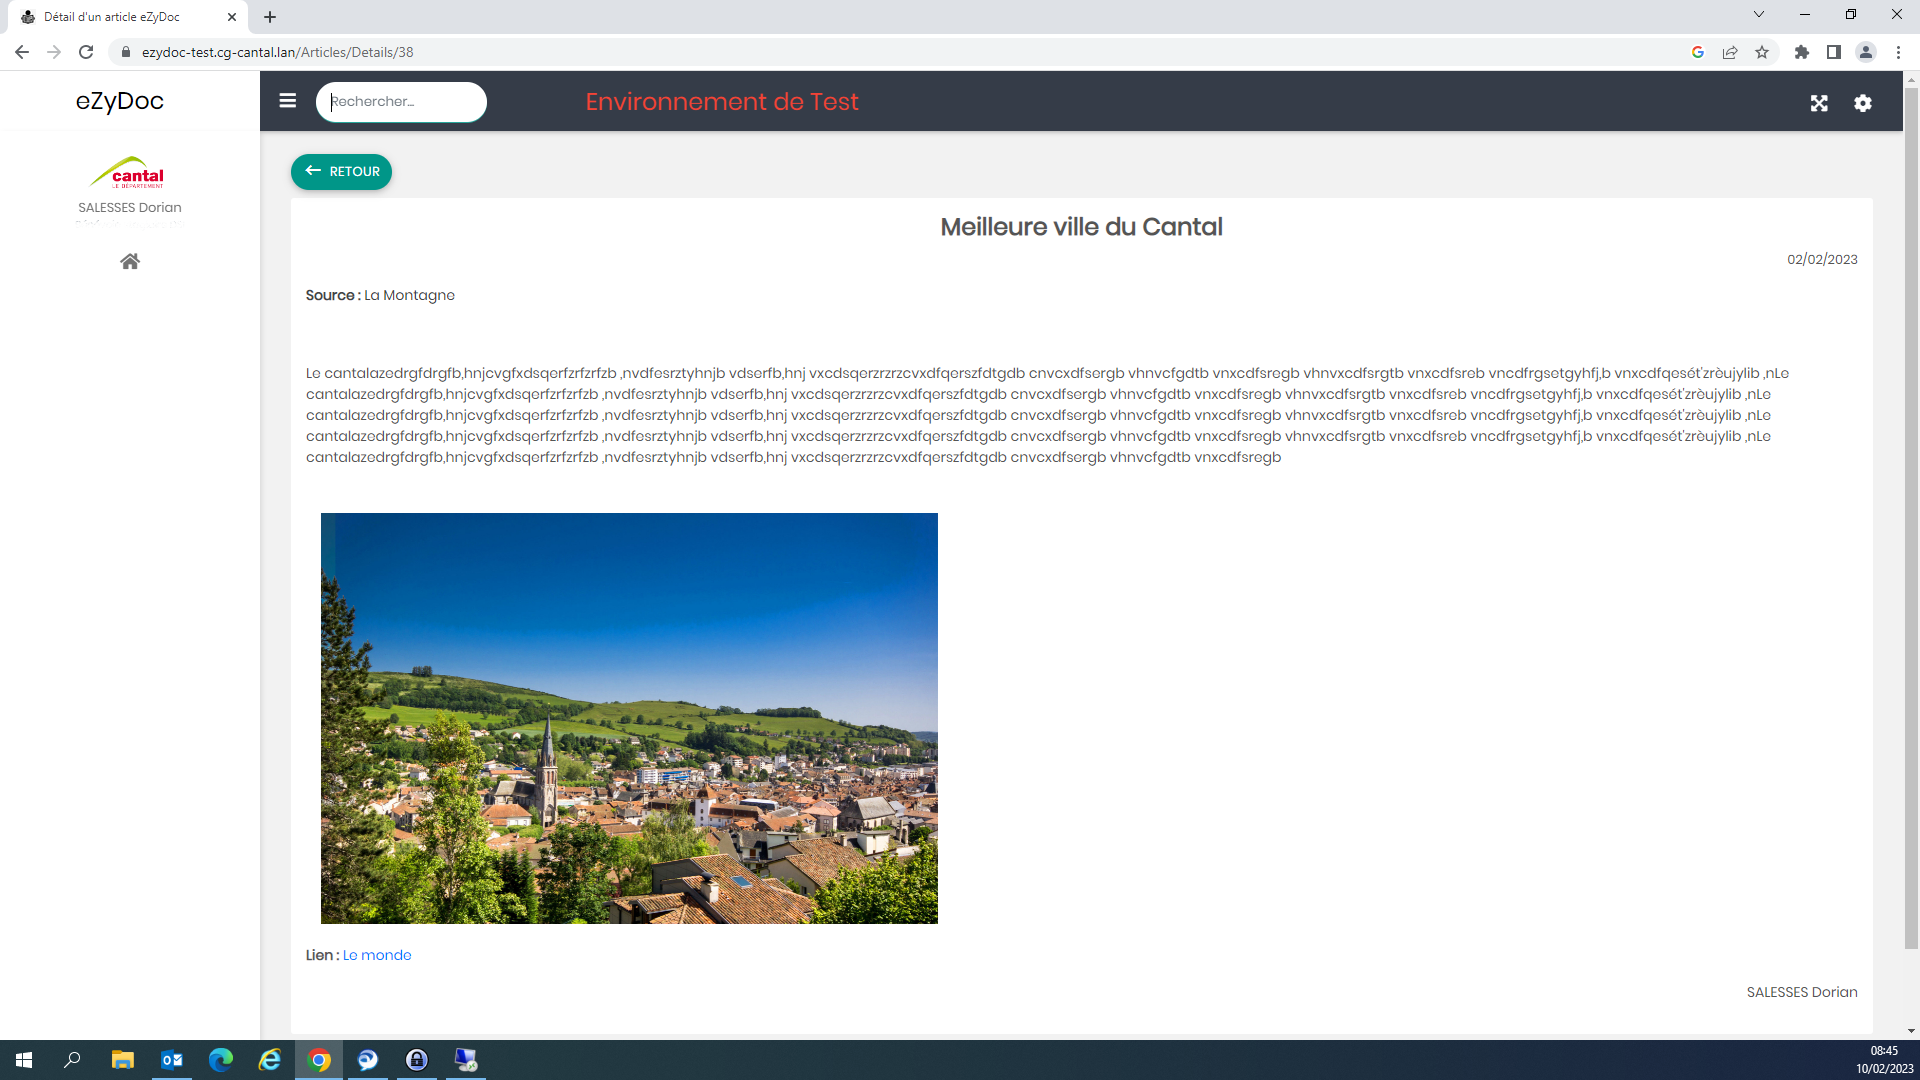 Détail d'un article eZyDoc
ezydoc-test.cg-cantal.lan/Articles/Details/38
eZyDoc
Rechercher...
Environnement de Test
cantal
LE DÉPARTEMENT
SALESSES Dorian
RETOUR
Meilleure ville du Cantal
02/02/2023
Source : La Montagne
Le cantalazedrgfdrgfb,hnjcvgfxdsqerfzrfzrfzfb ,nvdfesrztyhnjb vdserfb,hnj vxcdsqerzrzrzcvxdfqerszfdtgdb cnvcxdfsergb vhnvcfgdtb vnxcdfsregb vhnvxcdfsrgtb vnxcdfsreb vncdfrgsetgyhfj,b vnxcdfqesét'zrèujylib ,nLe
cantalazedrgfdrgfb,hnjcvgfxdsqerfzrfzrfzfb ,nvdfesrztyhnjb vdserfb,hnj vxcdsqerzrzrzcvxdfqerszfdtgdb cnvcxdfsergb vhnvcfgdtb vnxcdfsregb vhnvxcdfsrgtb vnxcdfsreb vncdfrgsetgyhfj,b vnxcdfqesét'zrèujylib ,nLe
cantalazedrgfdrgfb,hnjcvgfxdsqerfzrfzrfzfb ,nvdfesrztyhnjb vdserfb,hnj vxcdsqerzrzrzcvxdfqerszfdtgdb cnvcxdfsergb vhnvcfgdtb vnxcdfsregb vhnvxcdfsrgtb vnxcdfsreb vncdfrgsetgyhfj,b vnxcdfqesét'zrèujylib ,nLe
cantalazedrgfdrgfb,hnjcvgfxdsqerfzrfzrfzfb ,nvdfesrztyhnjb vdserfb,hnj vxcdsqerzrzrzcvxdfqerszfdtgdb cnvcxdfsergb vhnvcfgdtb vnxcdfsregb vhnvxcdfsrgtb vnxcdfsreb vncdfrgsetgyhfj,b vnxcdfqesét'zrèujylib ,nLe
cantalazedrgfdrgfb,hnjcvgfxdsqerfzrfzrfzfb ,nvdfesrztyhnjb vdserfb,hnj vxcdsqerzrzrzcvxdfqerszfdtgdb cnvcxdfsergb vhnvcfgdtb vnxcdfsregb
Lien : Le monde
SALESSES Dorian
08:45
10/02/2023